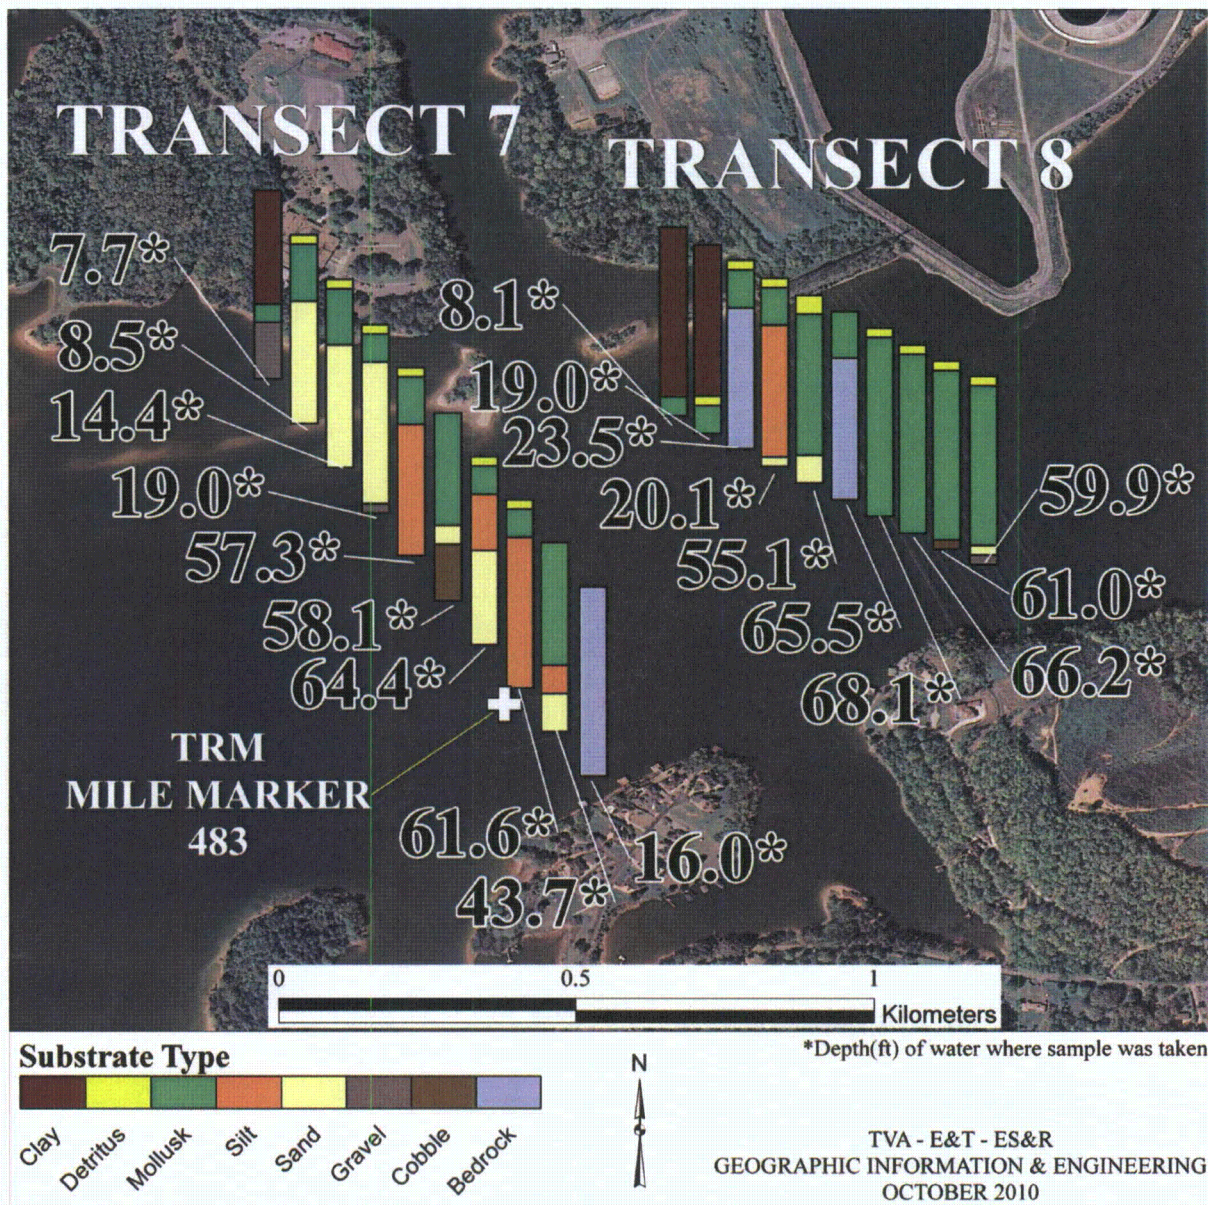 TRANSECT 7
TRANSECT 8
7.7*
8.5*
14.4*
19.0*
57.3*
58.1*
64.4*
61.6*
43.7*
16.0*
8.1*
19.0*
23.5*
20.1*
55.1*
65.5*
68.1*
66.2*
61.0*
59.9*
TRM
MILE MARKER
483
0 0.5 1
Kilometers
Substrate Type
Clay
Detritus
Mollusk
Silt
Sand
Gravel
Cobble
Bedrock
N
*Depth(ft) of water where sample was taken
TVA - E&T - ES&R
GEOGRAPHIC INFORMATION & ENGINEERING
OCTOBER 2010